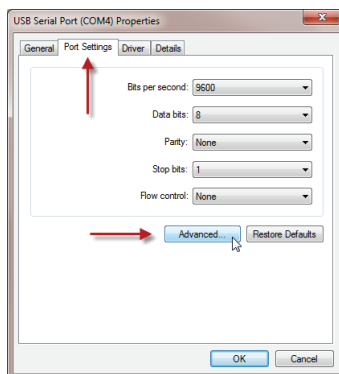 USB Serial Port (COM4) Properties
General Port Settings Driver Details
Bits per second: 9600
Data bits: 8
Parity: None
Stop bits: 1
Flow control: None
Advanced... Restore Defaults
OK Cancel